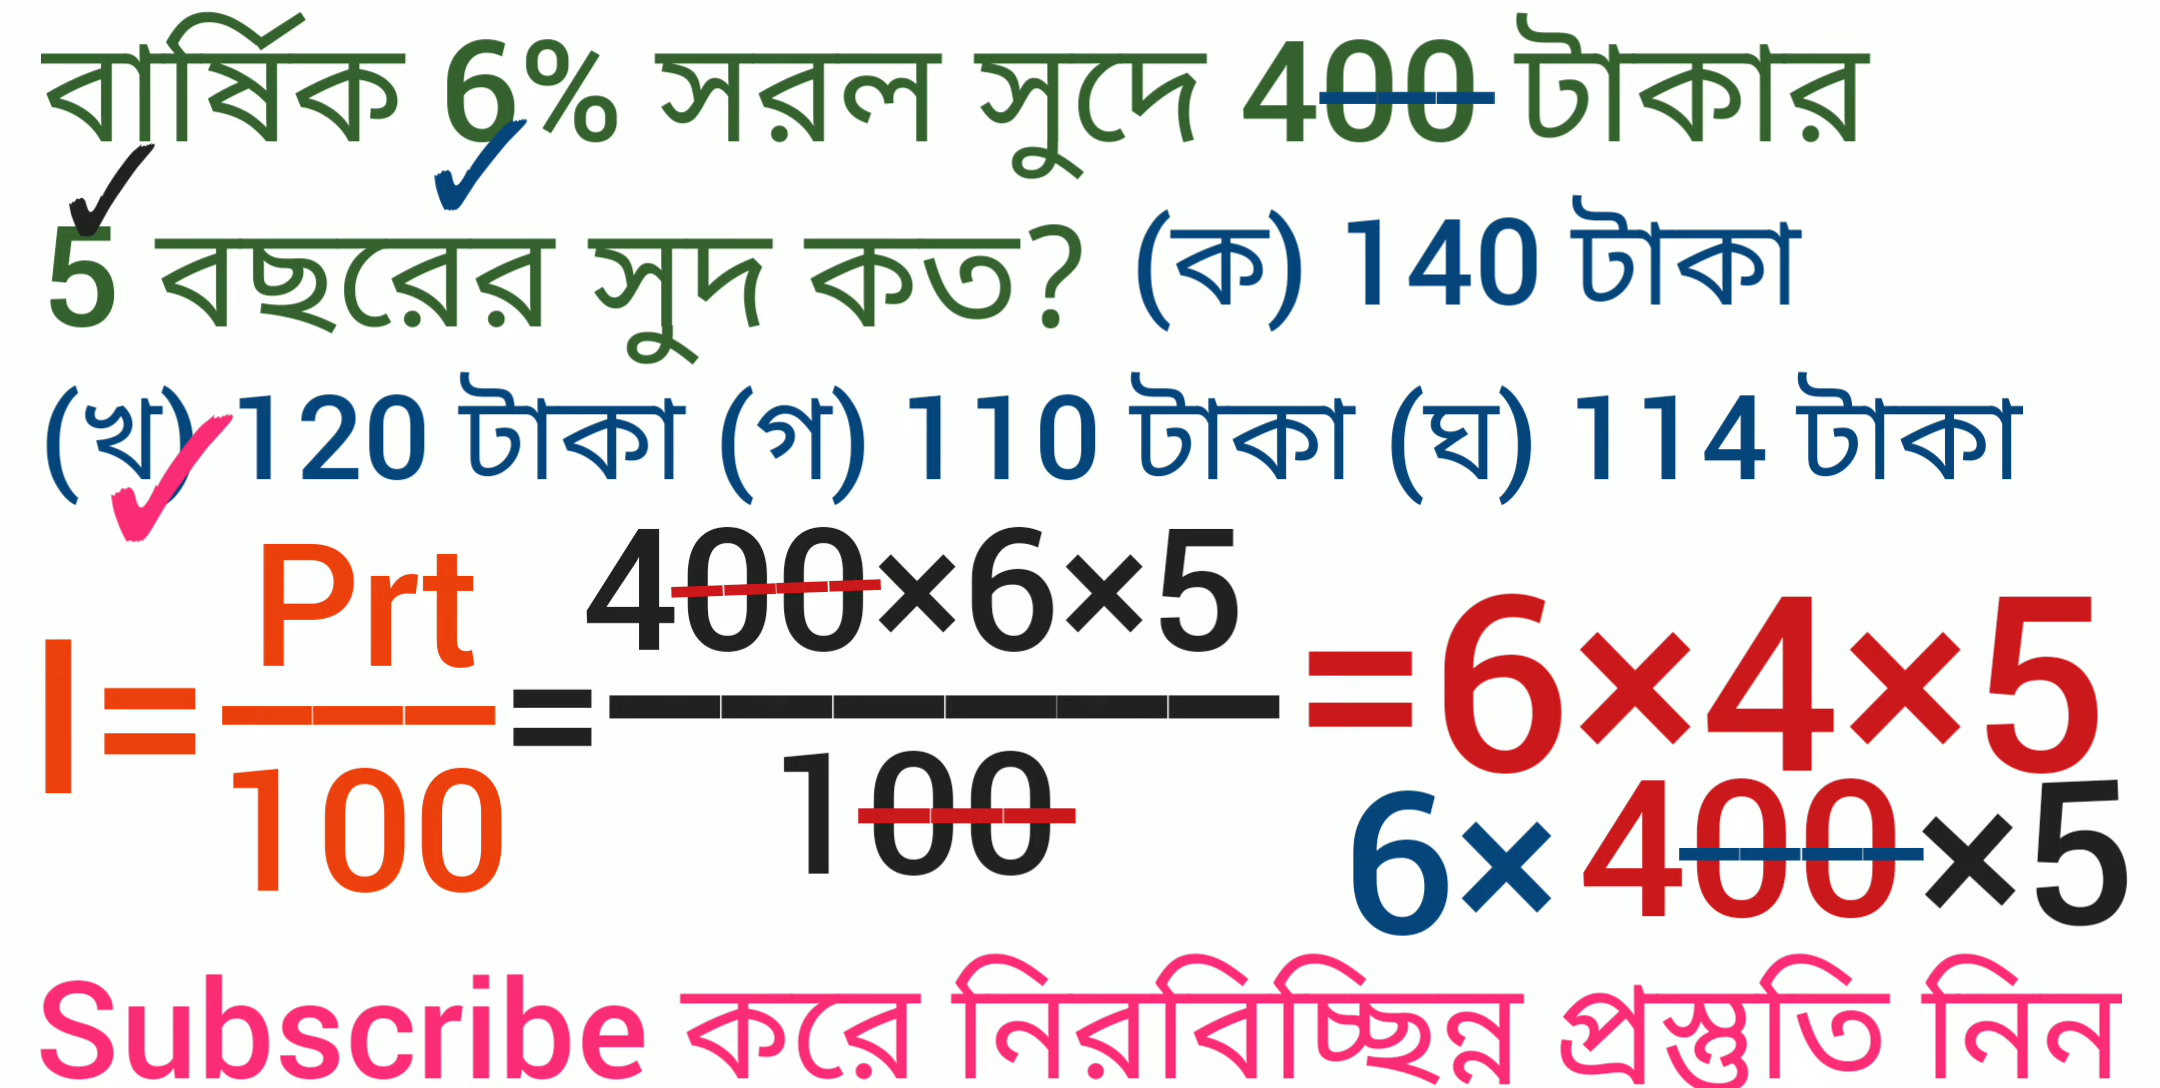 বার্ষিক 6% সরল সুদে 400 টাকার
5 বছরের সুদ কত? (ক) 140 টাকা
(খ) 120 টাকা (গ) 110 টাকা (ঘ) 114 টাকা
I = Prt/100 = 400×6×5/100 = 6×4×5
6×400×5
Subscribe করে নিরবিচ্ছিন্ন প্রস্তুতি নিন